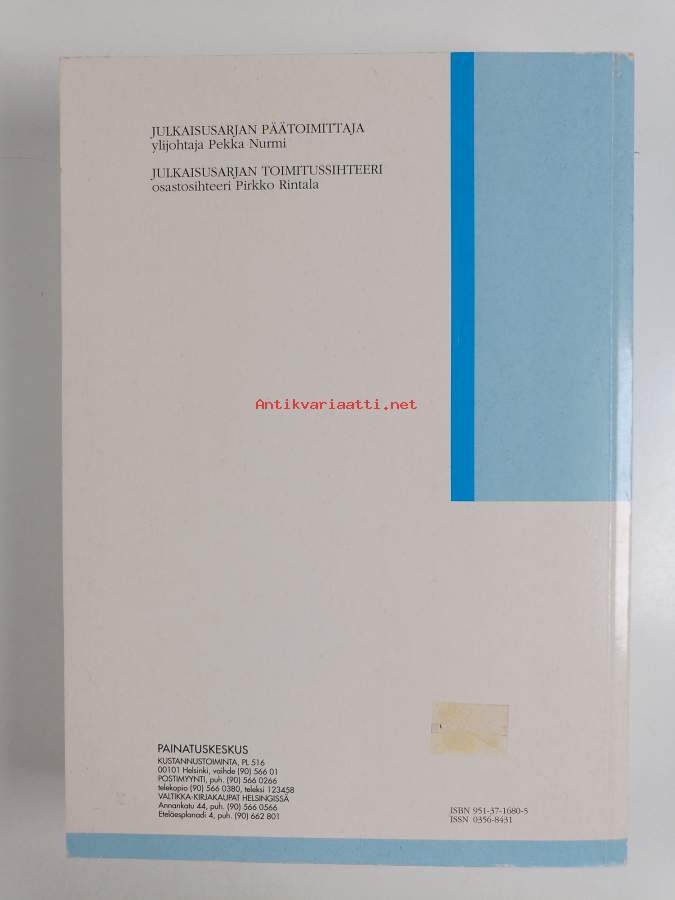 JULKAISUSARJAN PÄÄTOIMITTAJA
ylijohtaja Pekka Nurmi
JULKAISUSARJAN TOIMITUSSIHTEERI
osastosihteeri Pirkko Rintala
Antikvariaatti.net
PAINATUSKESKUS
KUSTANNUSTOIMINTA, PL 516
00101 Helsinki, vaihde (90) 566 01
POSTIMYYNTI, puh. (90) 566 0266
telekopio (90) 566 0380, teleksi 123458
VALTIKKA-KIRJAKAUPAT HELSINGISSÄ
Annankatu 44, puh. (90) 566 0566
Eteläesplanadi 4, puh. (90) 662 801
ISBN 951-37-1680-5
ISSN 0356-8431